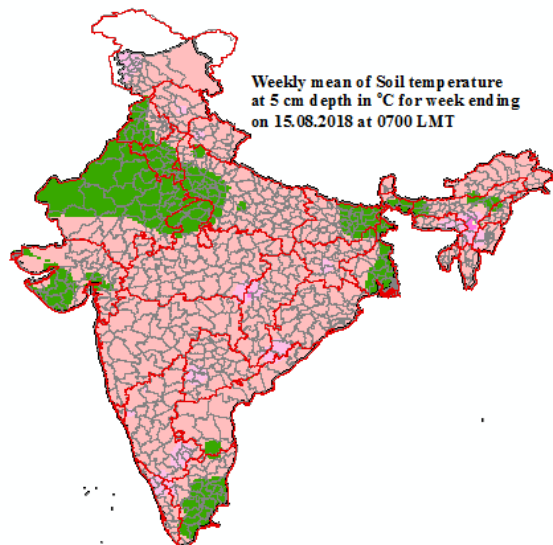 Weekly mean of Soil temperature
at 5 cm depth in °C for week ending
on 15.08.2018 at 0700 LMT